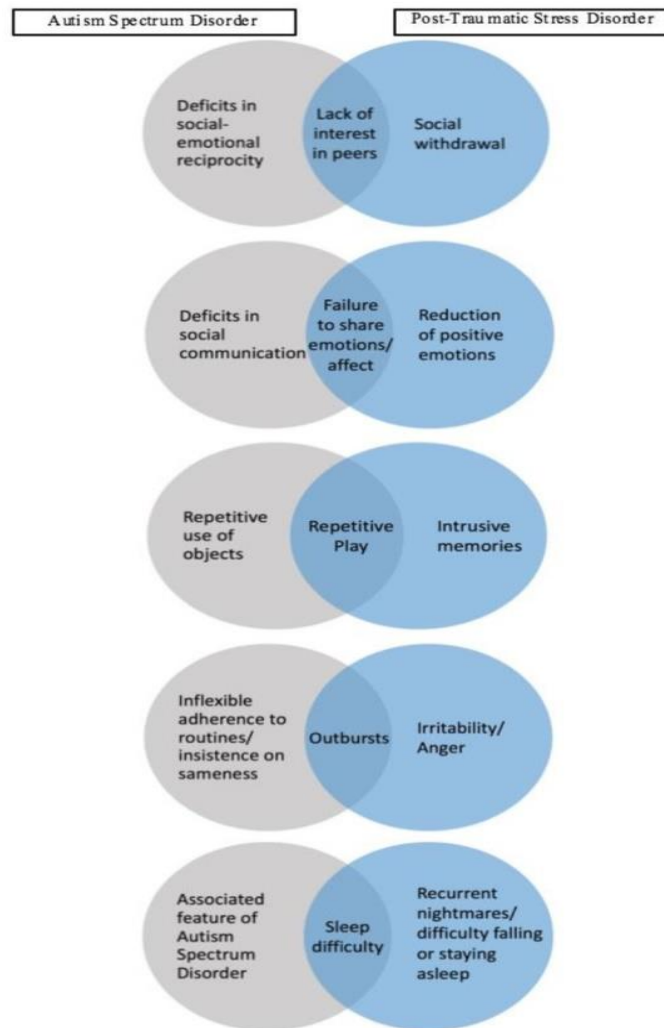 Autism Spectrum Disorder
Post-Traumatic Stress Disorder
Deficits in
social-
emotional
reciprocity
Lack of
interest
in peers
Social
withdrawal
Deficits in
social
communication
Failure
to share
emotions/
affect
Reduction
of positive
emotions
Repetitive
use of
objects
Repetitive
Play
Intrusive
memories
Inflexible
adherence to
routines/
insistence on
sameness
Outbursts
Irritability/
Anger
Associated
feature of
Autism
Spectrum
Disorder
Sleep
difficulty
Recurrent
nightmares/
difficulty falling
or staying
asleep